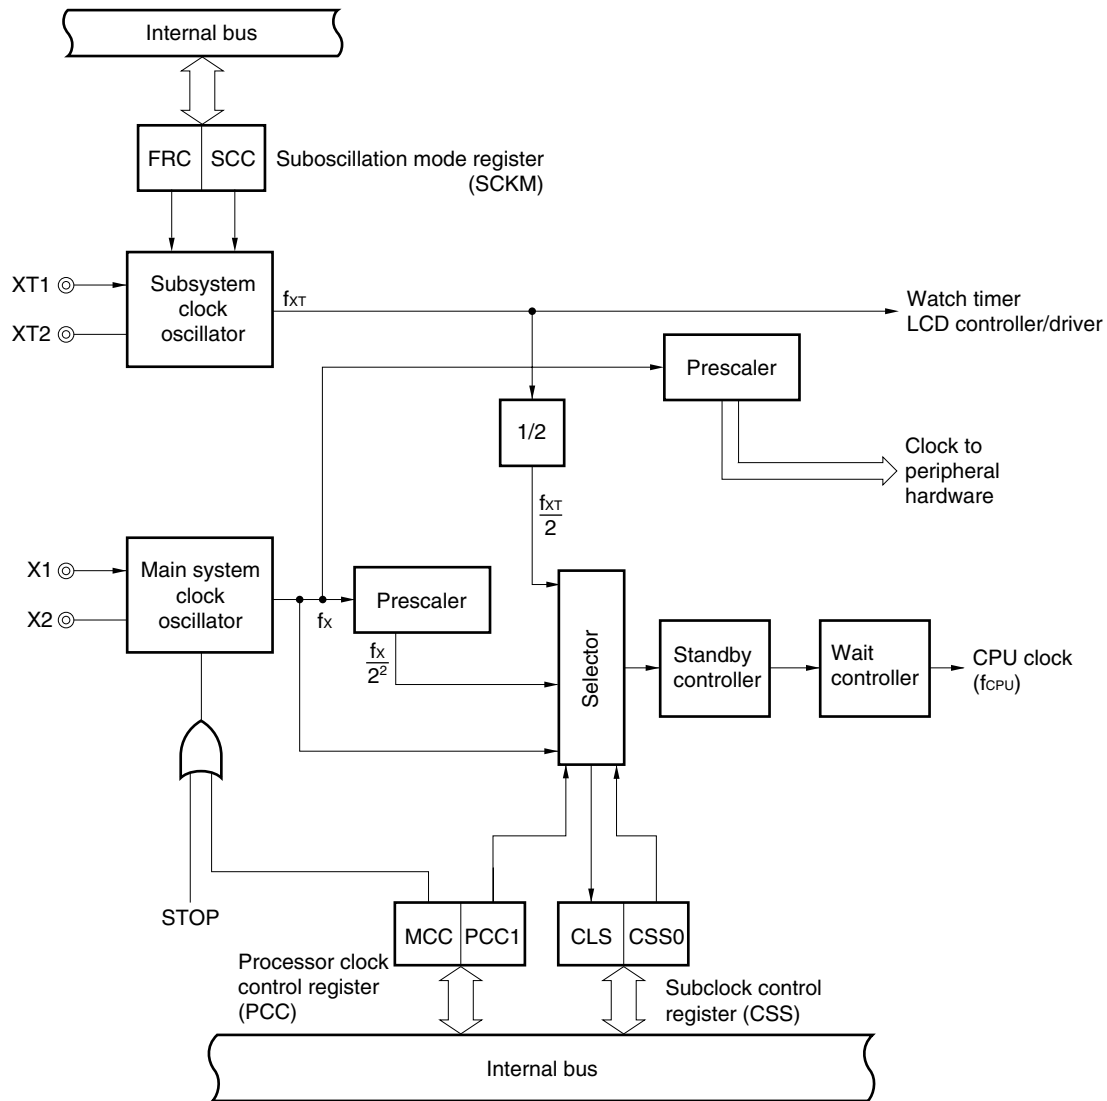 Internal bus
FRC SCC
Suboscillation mode register
(SCKM)
XT1
XT2
Subsystem
clock
oscillator
fXT
Watch timer
LCD controller/driver
Prescaler
1/2
Clock to
peripheral
hardware
fXT
2
X1
X2
Main system
clock
oscillator
fX
Prescaler
fX
2²
Selector
Standby
controller
Wait
controller
CPU clock
(fCPU)
STOP
MCC PCC1
CLS CSS0
Processor clock
control register
(PCC)
Subclock control
register (CSS)
Internal bus